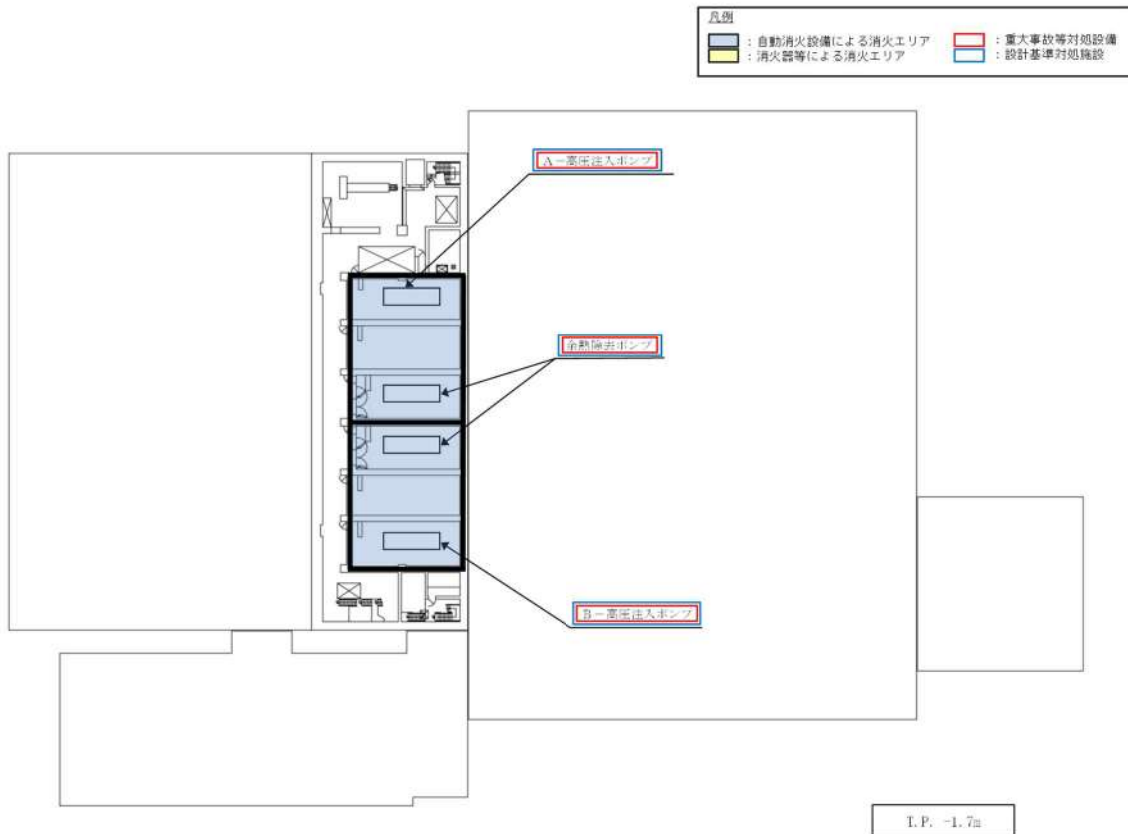 凡例
：自動消火設備による消火エリア
：重大事故等対処設備
：消火器等による消火エリア
：設計基準対処施設
A－高圧注入ポンプ
余熱除去ポンプ
B－高圧注入ポンプ
T.P. -1.7m